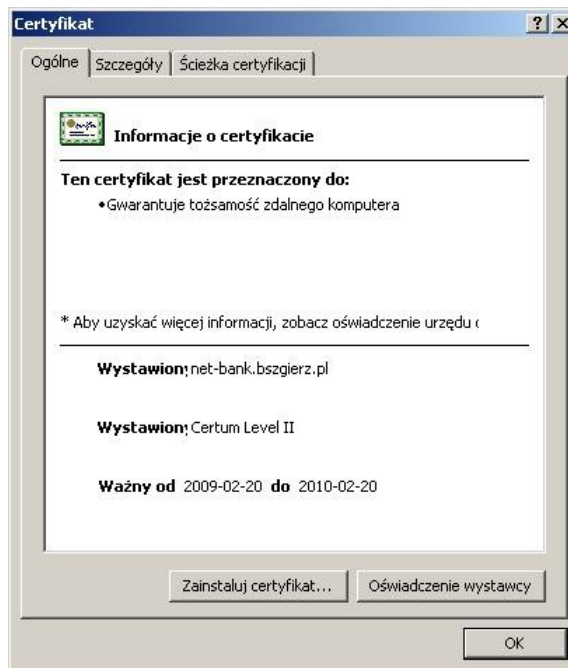 Certyfikat
Ogólne Szczegóły Ścieżka certyfikacji
Informacje o certyfikacie
Ten certyfikat jest przeznaczony do:
•Gwarantuje tożsamość zdalnego komputera
* Aby uzyskać więcej informacji, zobacz oświadczenie urzędu c
Wystawiony net-bank.bszgierz.pl
Wystawiony Certum Level II
Ważny od 2009-02-20 do 2010-02-20
Zainstaluj certyfikat... Oświadczenie wystawcy
OK